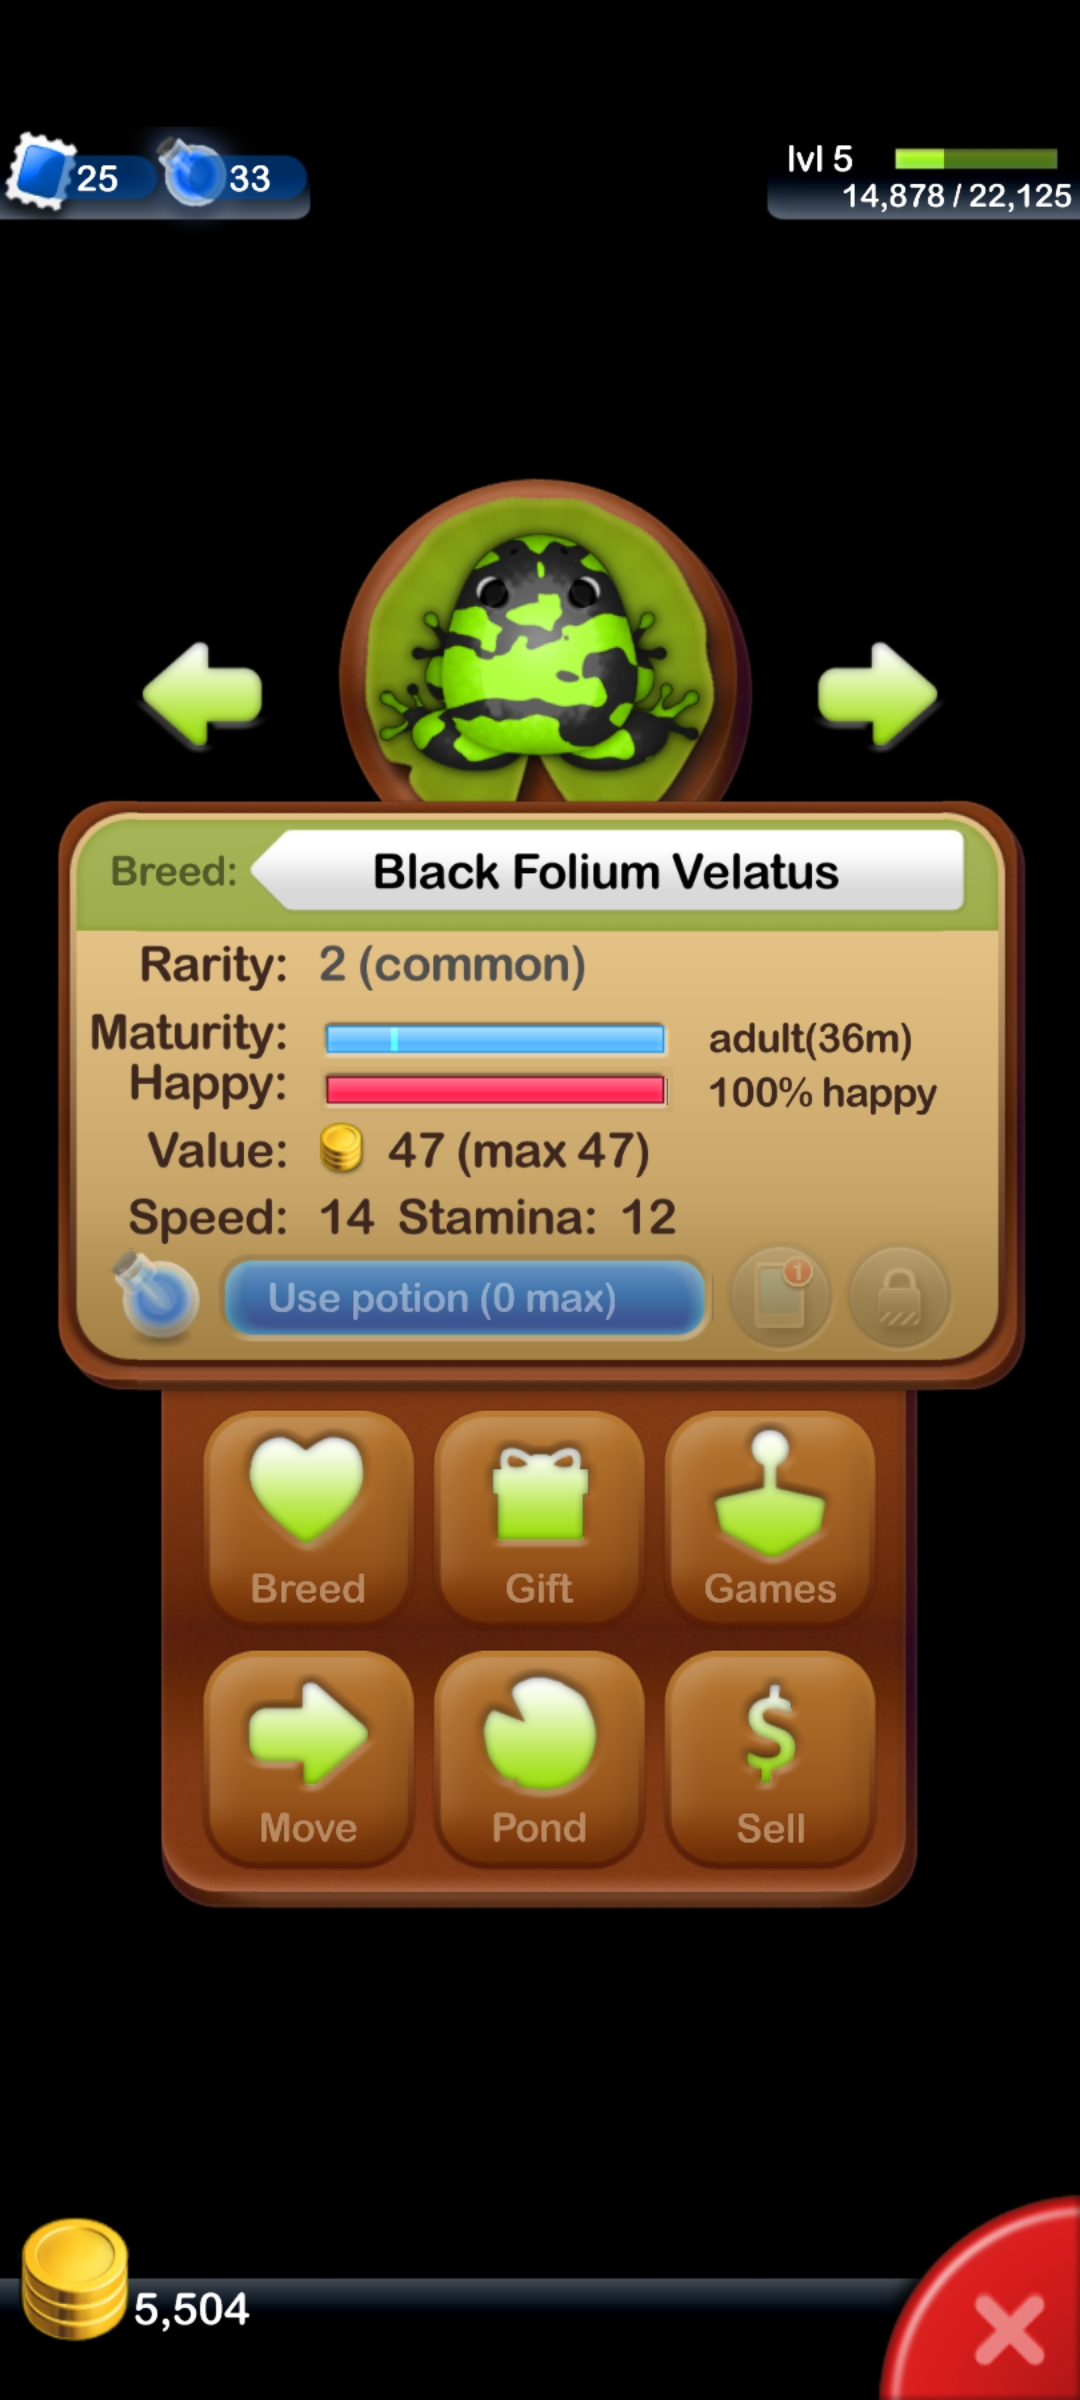 25 33 lvl 5
14,878 / 22,125
Breed: Black Folium Velatus
Rarity: 2 (common)
Maturity: adult(36m)
Happy: 100% happy
Value: 47 (max 47)
Speed: 14 Stamina: 12
Use potion (0 max) 1
Breed Gift Games
Move Pond Sell
5,504